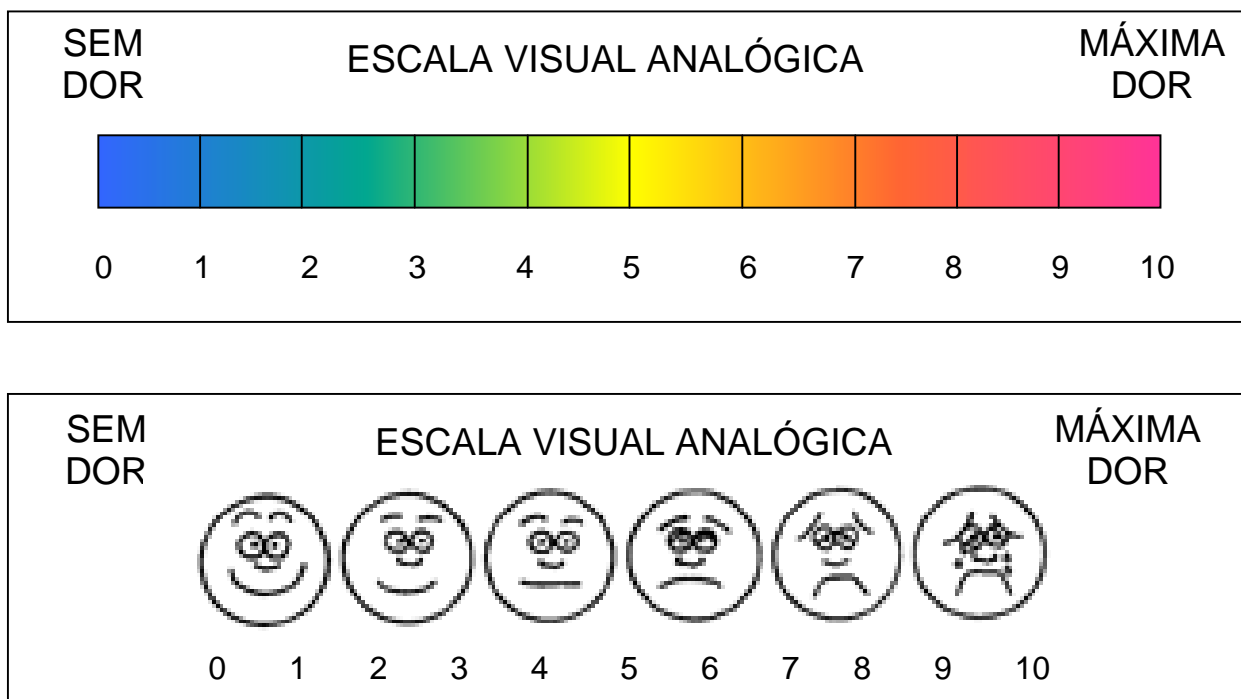 SEM
DOR
ESCALA VISUAL ANALÓGICA
MÁXIMA
DOR
0 1 2 3 4 5 6 7 8 9 10
SEM
DOR
ESCALA VISUAL ANALÓGICA
MÁXIMA
DOR
0 1 2 3 4 5 6 7 8 9 10